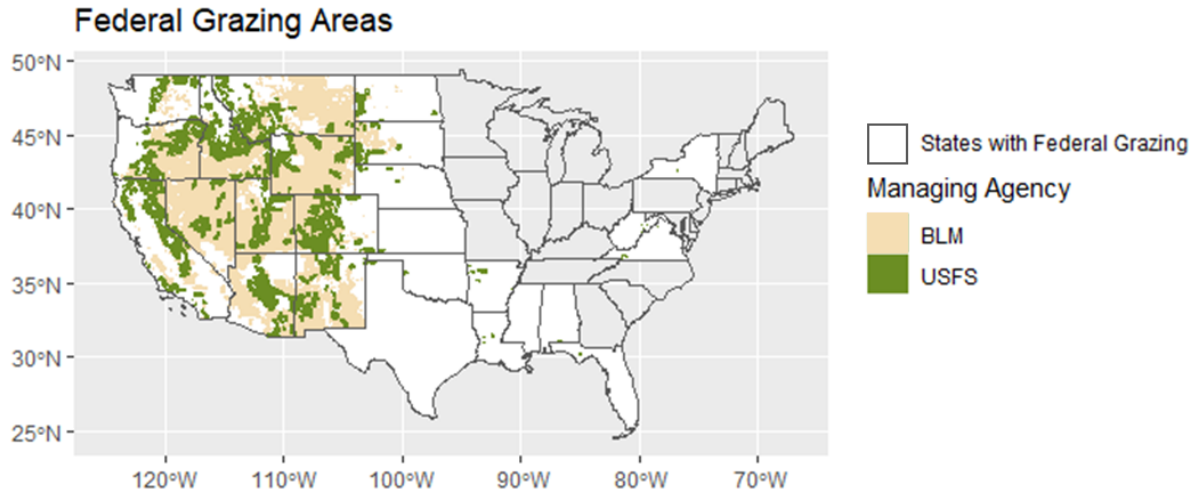 Federal Grazing Areas
50°N
45°N
40°N
35°N
30°N
25°N
120°W
110°W
100°W
90°W
80°W
70°W
States with Federal Grazing
Managing Agency
BLM
USFS